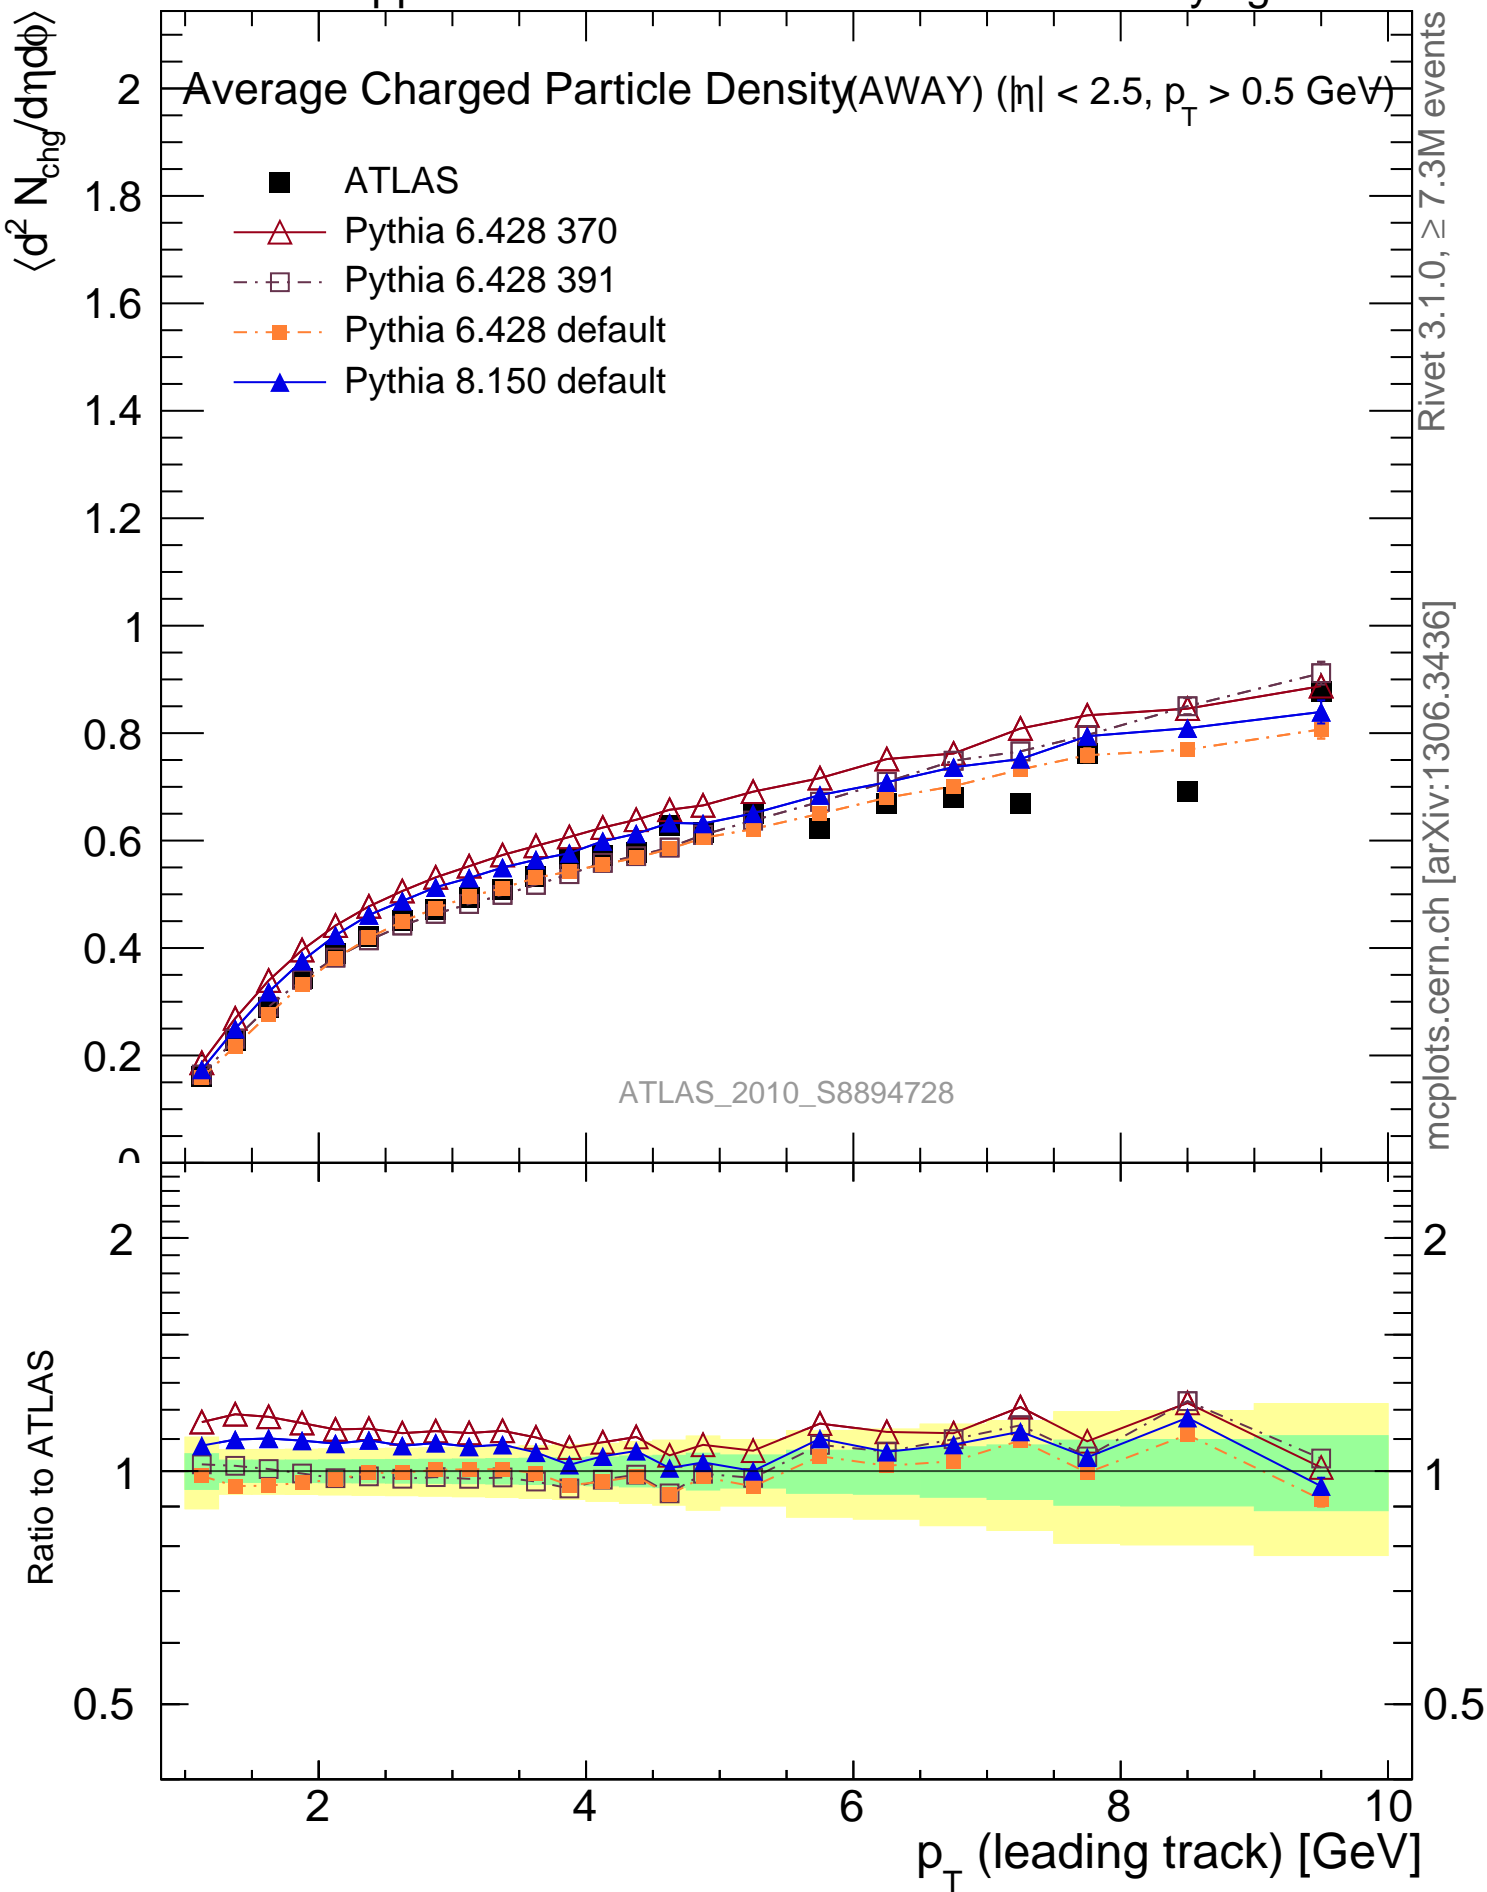 ⟨d² N_chg/dηdϕ⟩
Average Charged Particle Density (AWAY) (|η| < 2.5, p_T > 0.5 GeV)
ATLAS
Pythia 6.428 370
Pythia 6.428 391
Pythia 6.428 default
Pythia 8.150 default
2
1.8
1.6
1.4
1.2
1
0.8
0.6
0.4
0.2
0
ATLAS_2010_S8894728
Rivet 3.1.0, ≥ 7.3M events
mcplots.cern.ch [arXiv:1306.3436]
Ratio to ATLAS
2
1
0.5
2
1
0.5
2
4
6
8
10
p_T (leading track) [GeV]